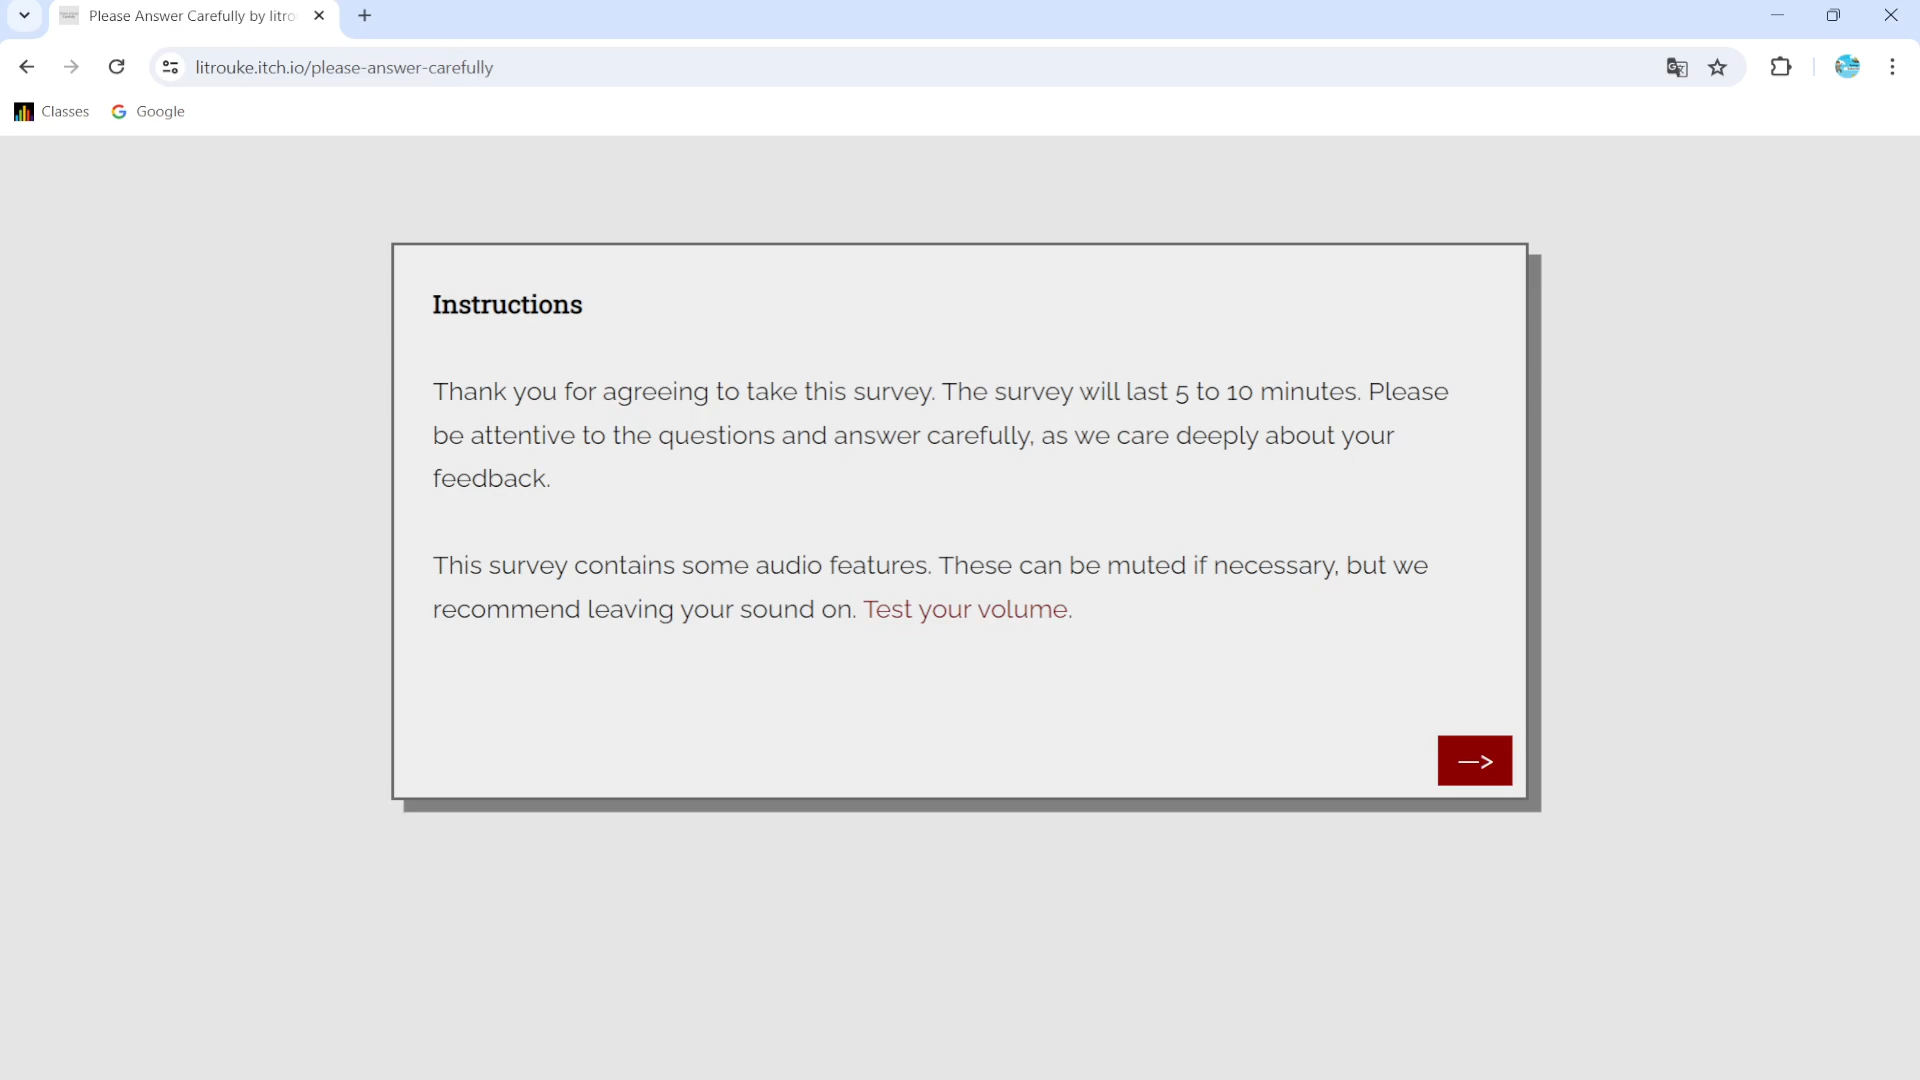 Please Answer Carefully by litro
litrouke.itch.io/please-answer-carefully
Classes
Google
Instructions
Thank you for agreeing to take this survey. The survey will last 5 to 10 minutes. Please
be attentive to the questions and answer carefully, as we care deeply about your
feedback.
This survey contains some audio features. These can be muted if necessary, but we
recommend leaving your sound on. Test your volume.
—>